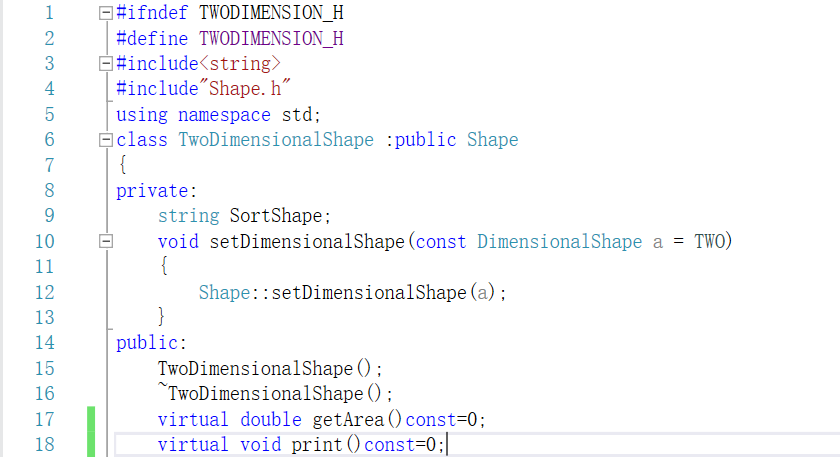 1 #ifndef TWODIMENSION_H
2 #define TWODIMENSION_H
3 #include<string>
4 #include"Shape.h"
5 using namespace std;
6 class TwoDimensionalShape :public Shape
7 {
8 private:
9 string SortShape;
10 void setDimensionalShape(const DimensionalShape a = TWO)
11 {
12 Shape::setDimensionalShape(a);
13 }
14 public:
15 TwoDimensionalShape();
16 ~TwoDimensionalShape();
17 virtual double getArea()const=0;
18 virtual void print()const=0;